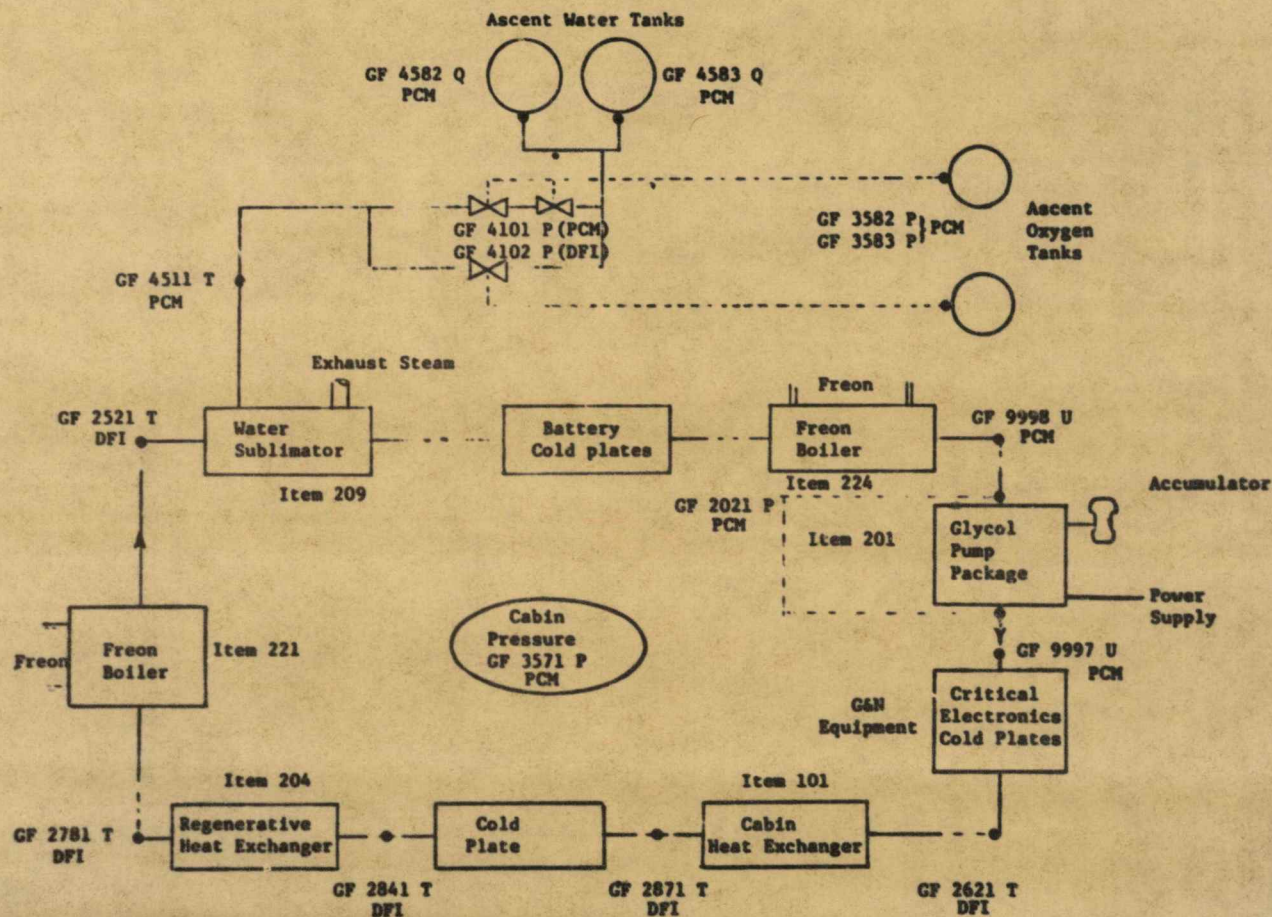 Ascent Water Tanks
GF 4582 Q
PCM
GF 4583 Q
PCM
GF 3582 P
GF 3583 P
PCM
Ascent
Oxygen
Tanks
GF 4101 P (PCM)
GF 4102 P (DFI)
GF 4511 T
PCM
Exhaust Steam
GF 2521 T
DFI
Water
Sublimator
Item 209
Battery
Cold plates
Freon
Freon
Boiler
Item 224
GF 9998 U
PCM
GF 2021 P
PCM
Item 201
Glycol
Pump
Package
Accumulator
Power
Supply
Freon
Freon
Boiler
Item 221
Cabin
Pressure
GF 3571 P
PCM
GF 9997 U
PCM
G&N
Equipment
Critical
Electronics
Cold Plates
Item 204
Item 101
GF 2781 T
DFI
Regenerative
Heat Exchanger
Cold
Plate
Cabin
Heat Exchanger
GF 2841 T
DFI
GF 2871 T
DFI
GF 2621 T
DFI